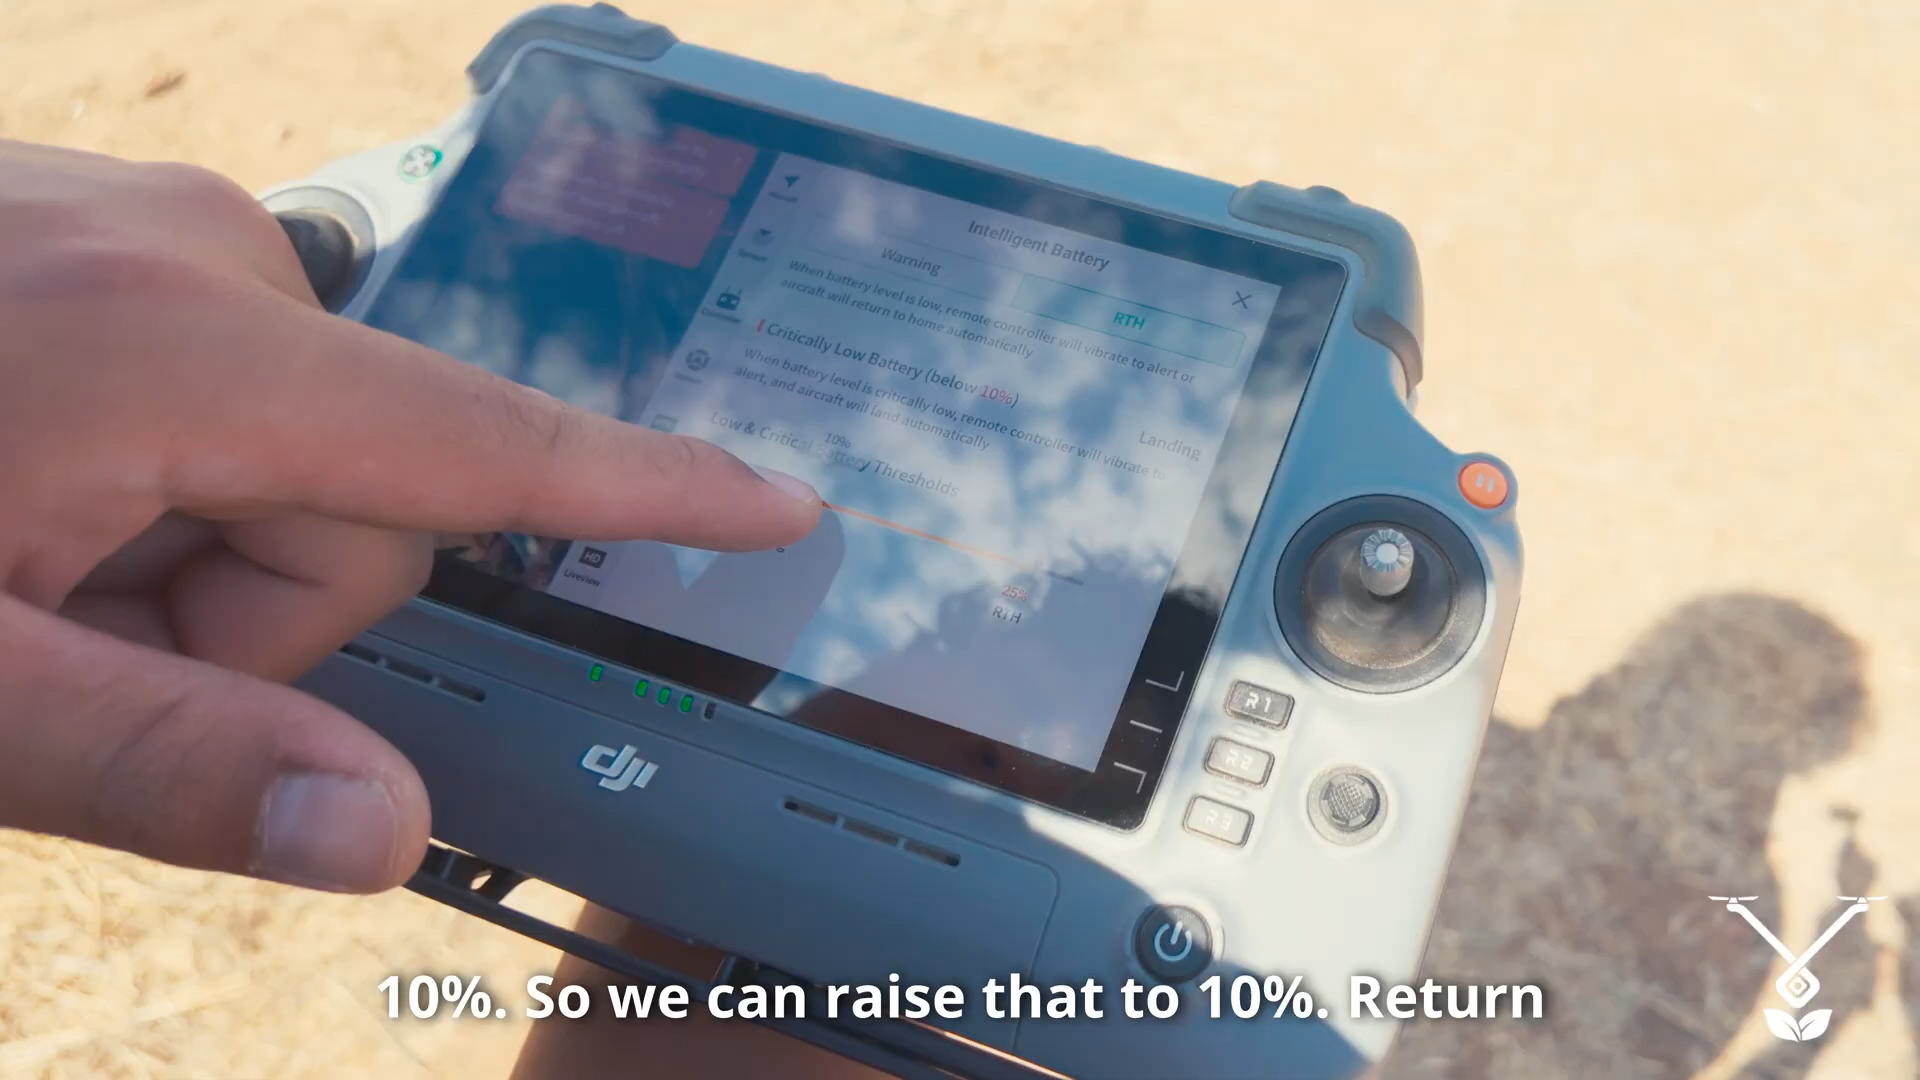 Intelligent Battery
Warning
RTH
When battery level is low, remote controller will vibrate to alert or
aircraft will return to home automatically
Critically Low Battery (below 10%)
Landing
When battery level is critically low, remote controller will vibrate to
alert, and aircraft will land automatically
Low & Critical Battery Thresholds
10%
25%
RTH
HD
Liveview
R1
R2
R3
dji
10%. So we can raise that to 10%. Return